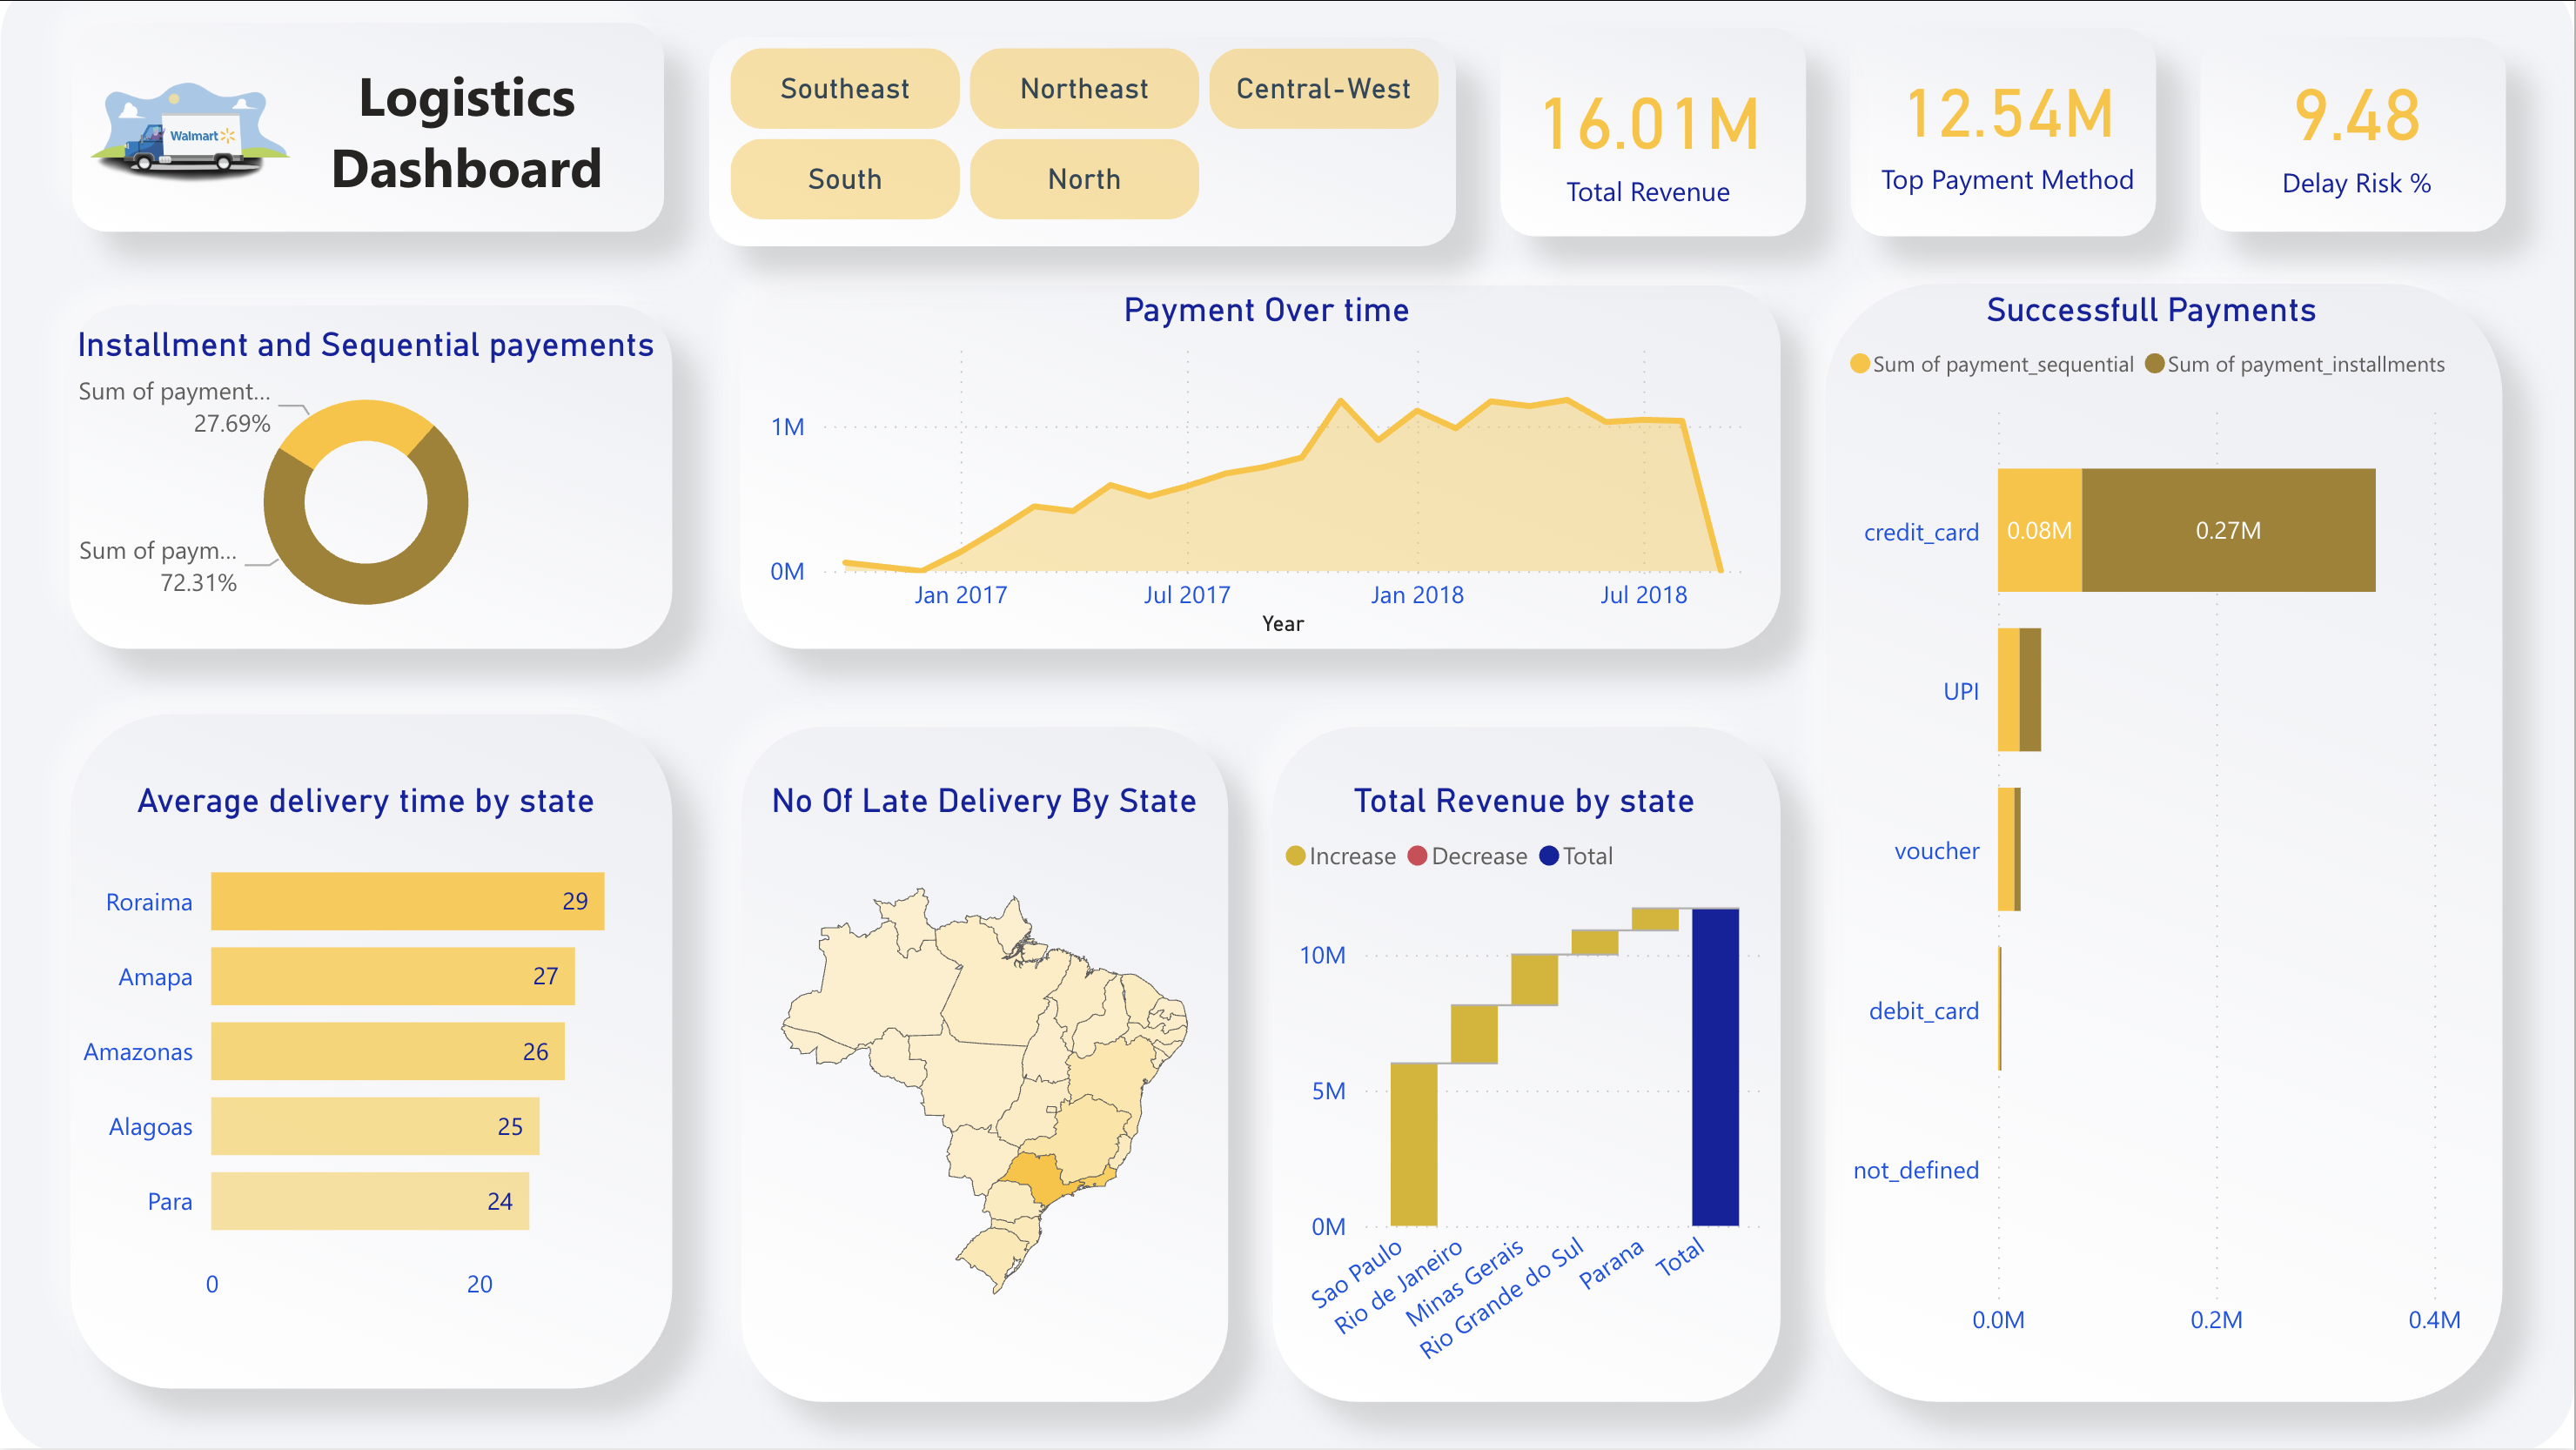 Walmart
Logistics
Dashboard
Southeast
Northeast
Central-West
South
North
16.01M
Total Revenue
12.54M
Top Payment Method
9.48
Delay Risk %
Installment and Sequential payements
Sum of payment...
27.69%
Sum of paym...
72.31%
Payment Over time
1M
0M
Jan 2017
Jul 2017
Jan 2018
Jul 2018
Year
Successfull Payments
Sum of payment_sequential
Sum of payment_installments
credit_card
0.08M
0.27M
UPI
voucher
debit_card
not_defined
0.0M
0.2M
0.4M
Average delivery time by state
Roraima
29
Amapa
27
Amazonas
26
Alagoas
25
Para
24
0
20
No Of Late Delivery By State
Total Revenue by state
Increase
Decrease
Total
10M
5M
0M
Sao Paulo
Rio de Janeiro
Minas Gerais
Rio Grande do Sul
Parana
Total